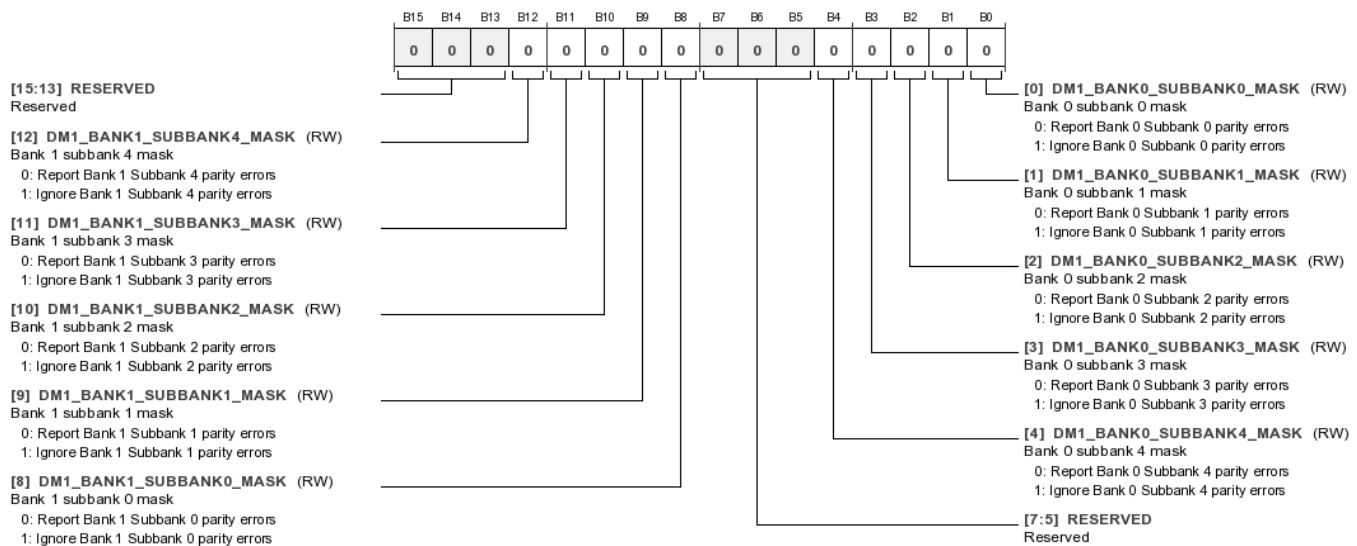 B15 B14 B13 B12 B11 B10 B9 B8 B7 B6 B5 B4 B3 B2 B1 B0
0 0 0 0 0 0 0 0 0 0 0 0 0 0 0 0
[15:13] RESERVED
Reserved
[12] DM1_BANK1_SUBBANK4_MASK (RW)
Bank 1 subbank 4 mask
0: Report Bank 1 Subbank 4 parity errors
1: Ignore Bank 1 Subbank 4 parity errors
[11] DM1_BANK1_SUBBANK3_MASK (RW)
Bank 1 subbank 3 mask
0: Report Bank 1 Subbank 3 parity errors
1: Ignore Bank 1 Subbank 3 parity errors
[10] DM1_BANK1_SUBBANK2_MASK (RW)
Bank 1 subbank 2 mask
0: Report Bank 1 Subbank 2 parity errors
1: Ignore Bank 1 Subbank 2 parity errors
[9] DM1_BANK1_SUBBANK1_MASK (RW)
Bank 1 subbank 1 mask
0: Report Bank 1 Subbank 1 parity errors
1: Ignore Bank 1 Subbank 1 parity errors
[8] DM1_BANK1_SUBBANK0_MASK (RW)
Bank 1 subbank 0 mask
0: Report Bank 1 Subbank 0 parity errors
1: Ignore Bank 1 Subbank 0 parity errors
[0] DM1_BANK0_SUBBANK0_MASK (RW)
Bank 0 subbank 0 mask
0: Report Bank 0 Subbank 0 parity errors
1: Ignore Bank 0 Subbank 0 parity errors
[1] DM1_BANK0_SUBBANK1_MASK (RW)
Bank 0 subbank 1 mask
0: Report Bank 0 Subbank 1 parity errors
1: Ignore Bank 0 Subbank 1 parity errors
[2] DM1_BANK0_SUBBANK2_MASK (RW)
Bank 0 subbank 2 mask
0: Report Bank 0 Subbank 2 parity errors
1: Ignore Bank 0 Subbank 2 parity errors
[3] DM1_BANK0_SUBBANK3_MASK (RW)
Bank 0 subbank 3 mask
0: Report Bank 0 Subbank 3 parity errors
1: Ignore Bank 0 Subbank 3 parity errors
[4] DM1_BANK0_SUBBANK4_MASK (RW)
Bank 0 subbank 4 mask
0: Report Bank 0 Subbank 4 parity errors
1: Ignore Bank 0 Subbank 4 parity errors
[7:5] RESERVED
Reserved